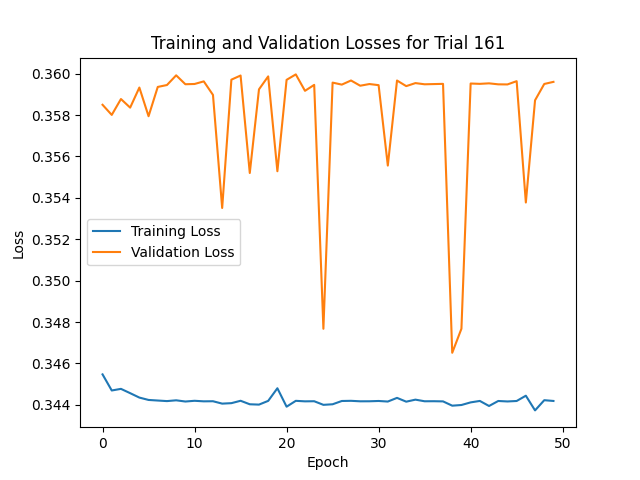 Training and Validation Losses for Trial 161
0.360
0.358
0.356
0.354
0.352
0.350
0.348
0.346
0.344
Loss
Training Loss
Validation Loss
0 10 20 30 40 50
Epoch